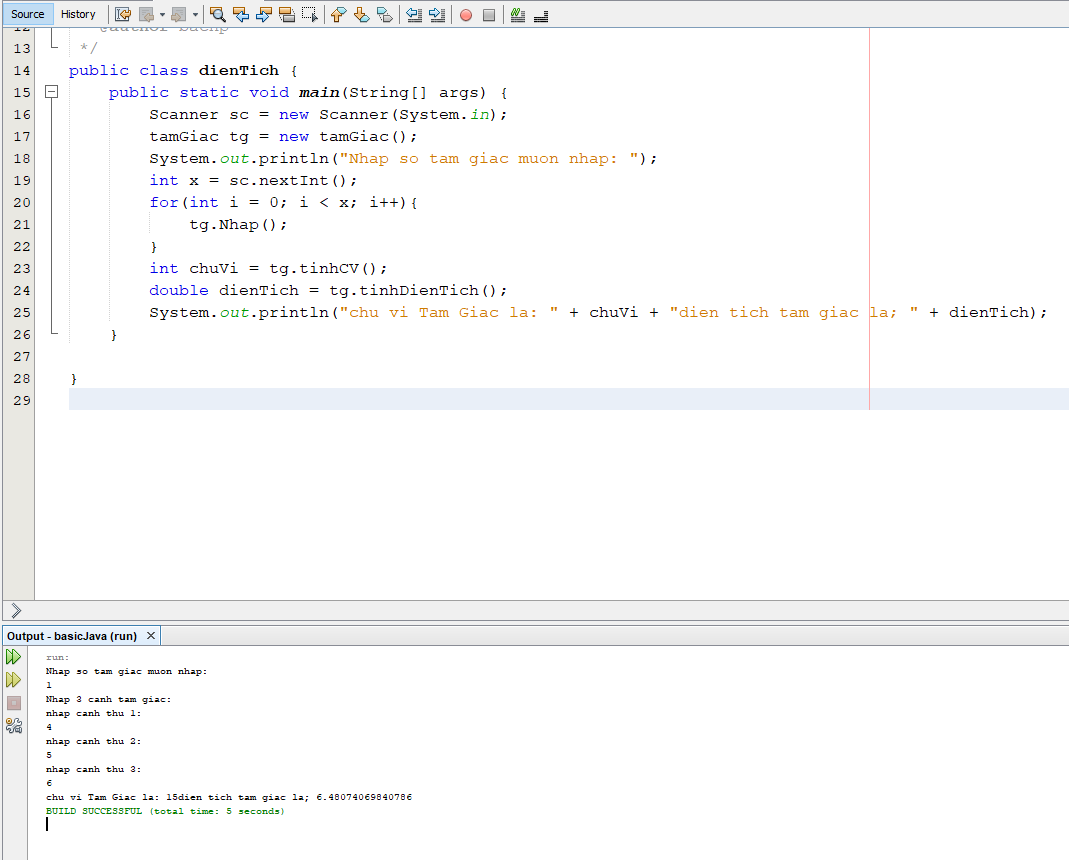 Source History
12 * @author
13 */
14 public class dienTich {
15 public static void main(String[] args) {
16 Scanner sc = new Scanner(System.in);
17 tamGiac tg = new tamGiac();
18 System.out.println("Nhap so tam giac muon nhap: ");
19 int x = sc.nextInt();
20 for(int i = 0; i < x; i++){
21 tg.Nhap();
22 }
23 int chuVi = tg.tinhCV();
24 double dienTich = tg.tinhDienTich();
25 System.out.println("chu vi Tam Giac la: " + chuVi + "dien tich tam giac la; " + dienTich);
26 }
27
28 }
29
Output - basicJava (run)
run:
Nhap so tam giac muon nhap:
1
Nhap 3 canh tam giac:
nhap canh thu 1:
4
nhap canh thu 2:
5
nhap canh thu 3:
6
chu vi Tam Giac la: 15dien tich tam giac la; 6.48074069840786
BUILD SUCCESSFUL (total time: 5 seconds)